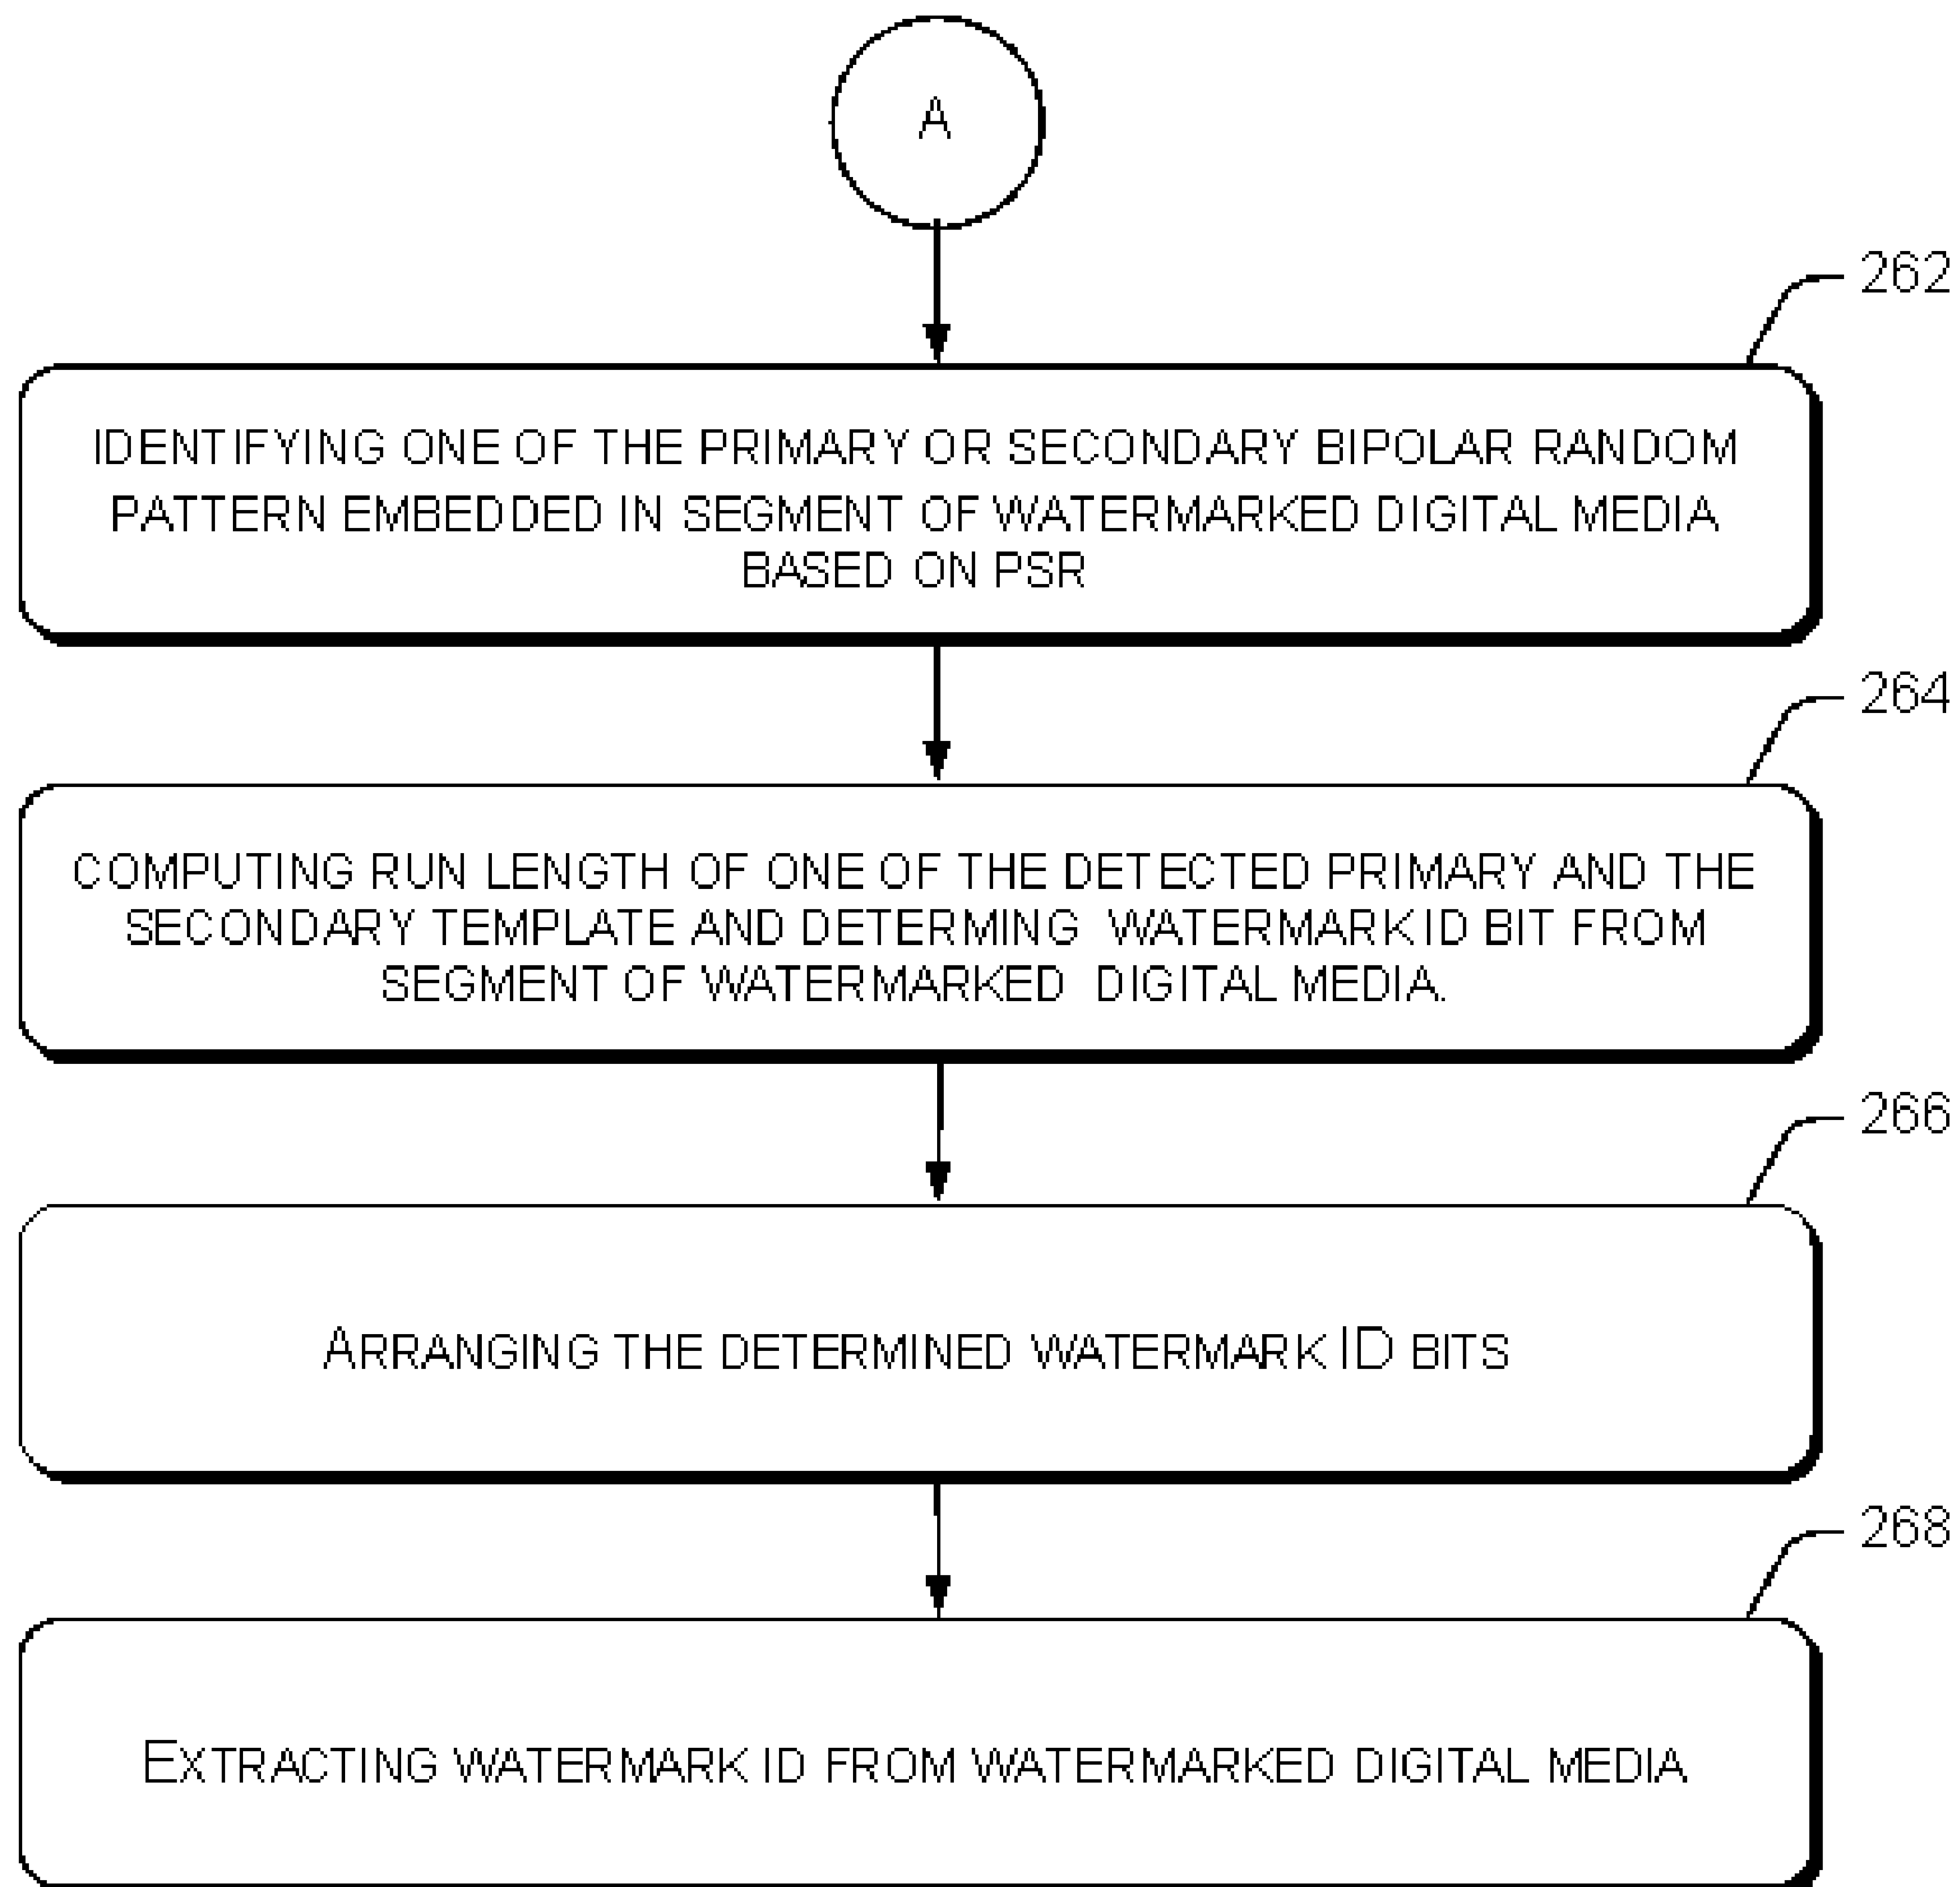 A
262
IDENTIFYING ONE OF THE PRIMARY OR SECONDARY BIPOLAR RANDOM
PATTERN EMBEDDED IN SEGMENT OF WATERMARKED DIGITAL MEDIA
BASED ON PSR
264
COMPUTING RUN LENGTH OF ONE OF THE DETECTED PRIMARY AND THE
SECONDARY TEMPLATE AND DETERMING WATERMARK ID BIT FROM
SEGMENT OF WATERMARKED DIGITAL MEDIA.
266
ARRANGING THE DETERMINED WATERMARK ID BITS
268
EXTRACTING WATERMARK ID FROM WATERMARKED DIGITAL MEDIA